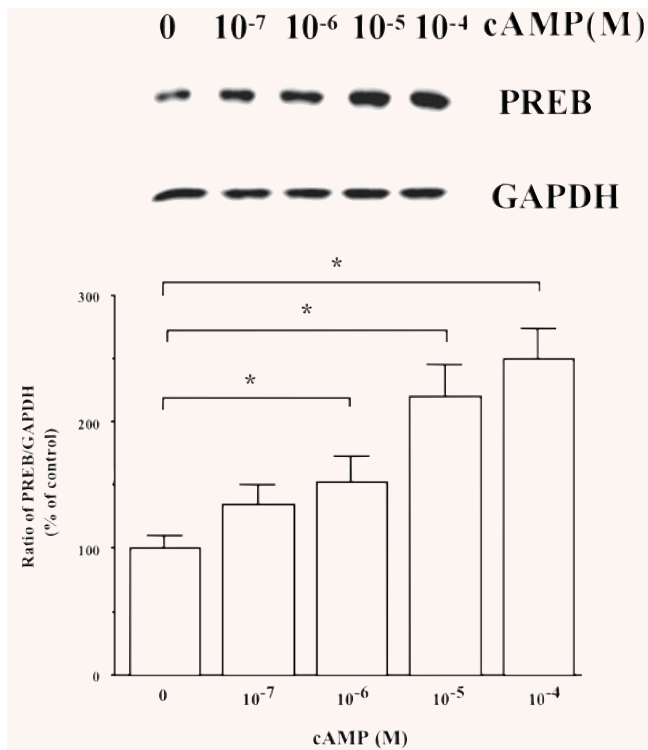 0 10⁻⁷ 10⁻⁶ 10⁻⁵ 10⁻⁴ cAMP(M)
PREB
GAPDH
*
*
*
300
200
100
0
Ratio of PREB/GAPDH
(% of control)
0 10⁻⁷ 10⁻⁶ 10⁻⁵ 10⁻⁴
cAMP (M)